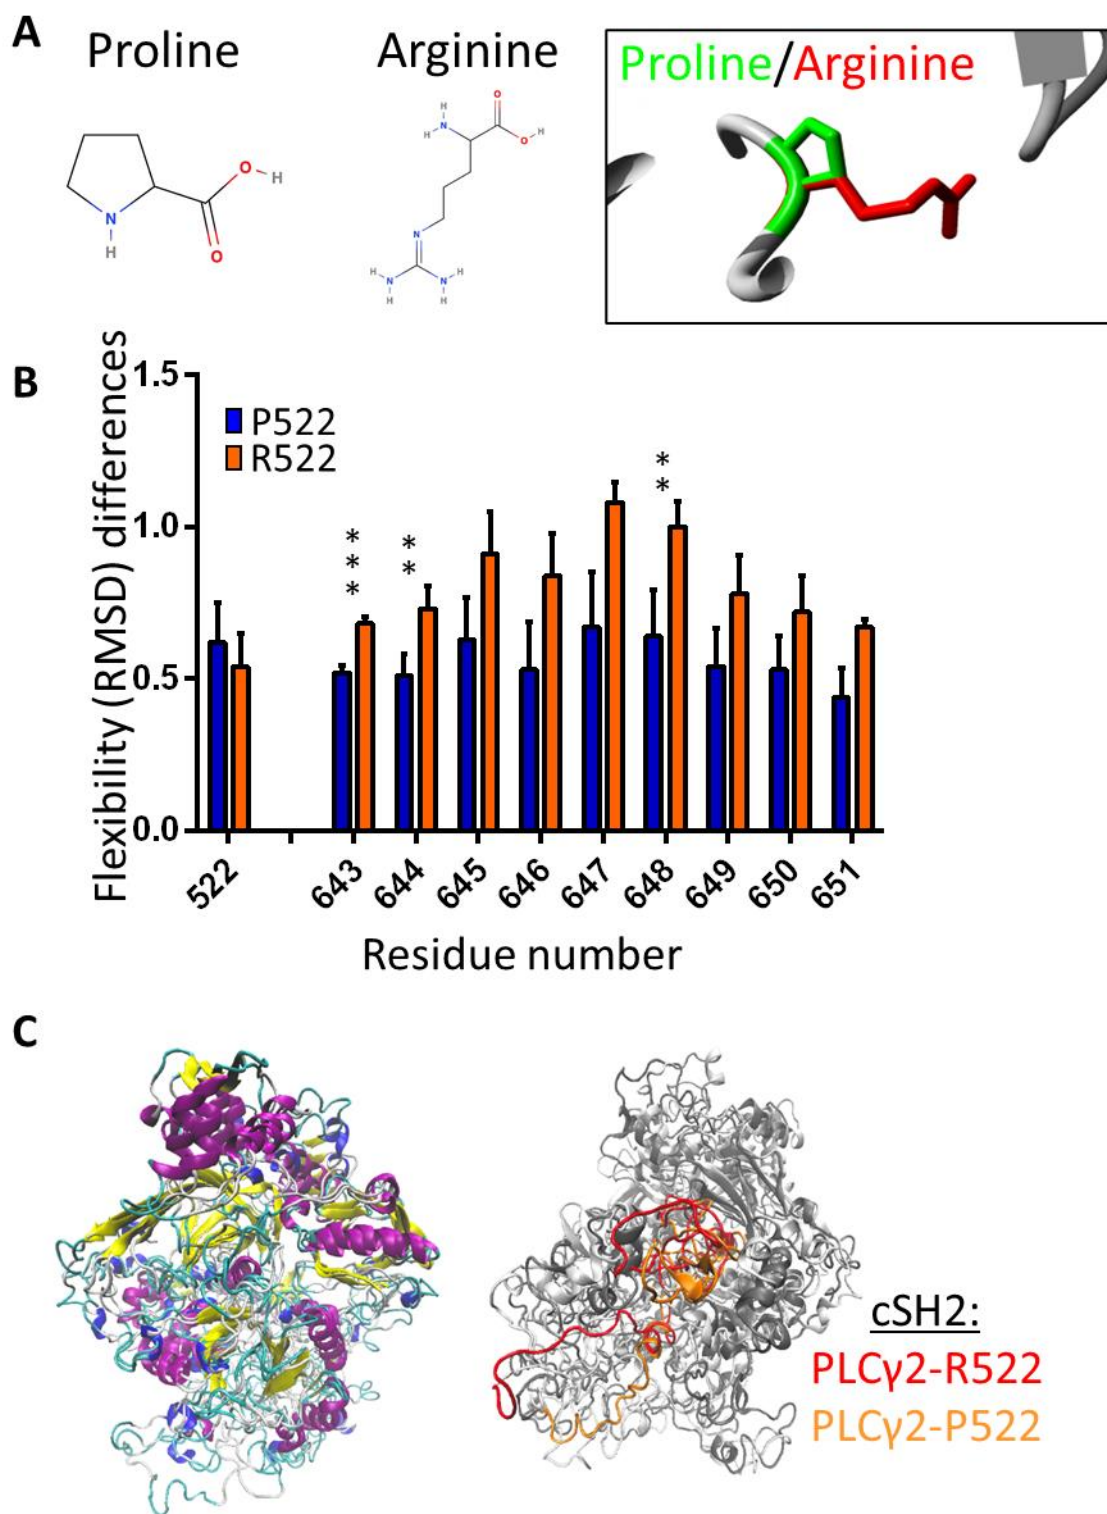 A
Proline
Arginine
Proline/Arginine
N
H
O
H
O
H
N
H
O
O
H
N
H
N
H
H
N
H
H
B
Flexibility (RMSD) differences
1.5
1.0
0.5
0.0
P522
R522
***
**
**
522
643
644
645
646
647
648
649
650
651
Residue number
C
cSH2:
PLCγ2-R522
PLCγ2-P522